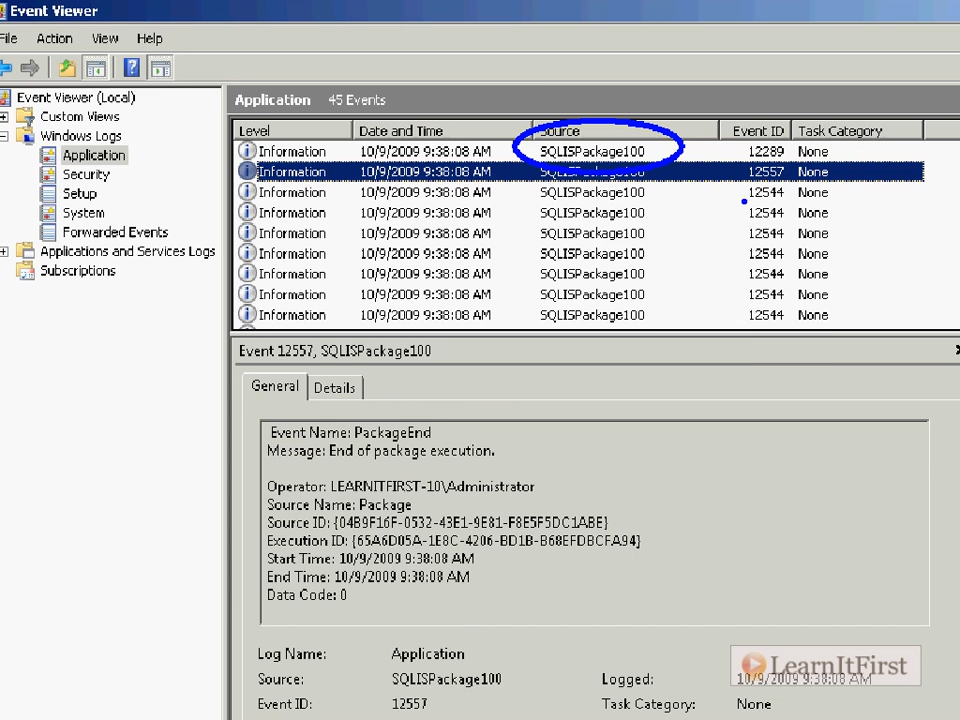 Event Viewer
File Action View Help
Event Viewer (Local)
Custom Views
Windows Logs
Application
Security
Setup
System
Forwarded Events
Applications and Services Logs
Subscriptions
Application 45 Events
Level Date and Time Source Event ID Task Category
Information 10/9/2009 9:38:08 AM SQLISPackage100 12289 None
Information 10/9/2009 9:38:08 AM SQLISPackage100 12557 None
Information 10/9/2009 9:38:08 AM SQLISPackage100 12544 None
Information 10/9/2009 9:38:08 AM SQLISPackage100 12544 None
Information 10/9/2009 9:38:08 AM SQLISPackage100 12544 None
Information 10/9/2009 9:38:08 AM SQLISPackage100 12544 None
Information 10/9/2009 9:38:08 AM SQLISPackage100 12544 None
Information 10/9/2009 9:38:08 AM SQLISPackage100 12544 None
Information 10/9/2009 9:38:08 AM SQLISPackage100 12544 None
Event 12557, SQLISPackage100
General Details
Event Name: PackageEnd
Message: End of package execution.
Operator: LEARNITFIRST-10\Administrator
Source Name: Package
Source ID: {04B9F16F-0532-43E1-9E81-F8E5F5DC1ABE}
Execution ID: {65A6D05A-1E8C-4206-BD1B-B68EFDBCFA94}
Start Time: 10/9/2009 9:38:08 AM
End Time: 10/9/2009 9:38:08 AM
Data Code: 0
Log Name: Application
LearnItFirst
Source: SQLISPackage100 Logged: 10/9/2009 9:38:08 AM
Event ID: 12557 Task Category: None